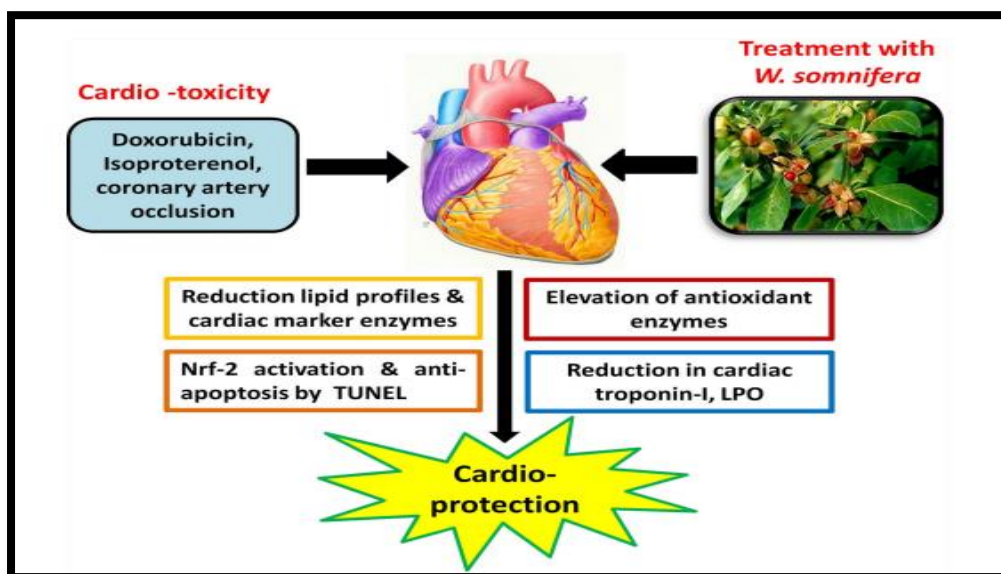 Cardio -toxicity
Doxorubicin,
Isoproterenol,
coronary artery
occlusion
Treatment with
W. somnifera
Reduction lipid profiles &
cardiac marker enzymes
Elevation of antioxidant
enzymes
Nrf-2 activation & anti-
apoptosis by TUNEL
Reduction in cardiac
troponin-I, LPO
Cardio-
protection